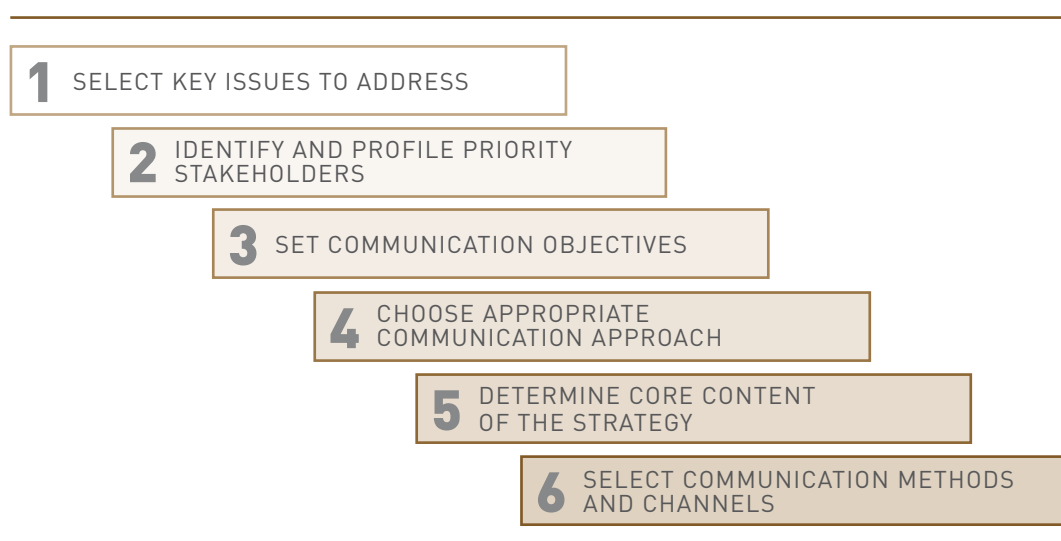 1 SELECT KEY ISSUES TO ADDRESS
2 IDENTIFY AND PROFILE PRIORITY
STAKEHOLDERS
3 SET COMMUNICATION OBJECTIVES
4 CHOOSE APPROPRIATE
COMMUNICATION APPROACH
5 DETERMINE CORE CONTENT
OF THE STRATEGY
6 SELECT COMMUNICATION METHODS
AND CHANNELS